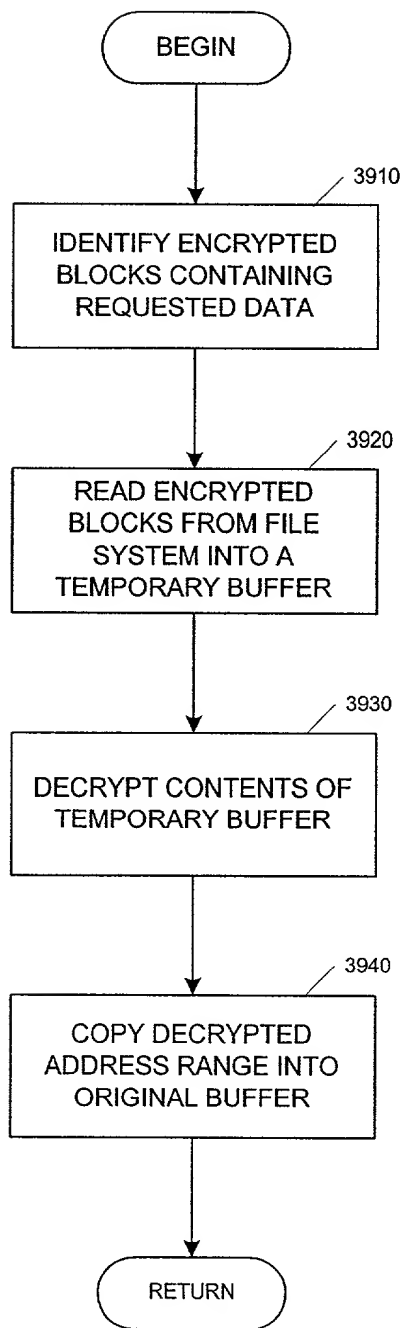 BEGIN
3910
IDENTIFY ENCRYPTED
BLOCKS CONTAINING
REQUESTED DATA
3920
READ ENCRYPTED
BLOCKS FROM FILE
SYSTEM INTO A
TEMPORARY BUFFER
3930
DECRYPT CONTENTS OF
TEMPORARY BUFFER
3940
COPY DECRYPTED
ADDRESS RANGE INTO
ORIGINAL BUFFER
RETURN